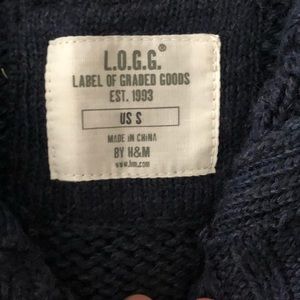 L.O.G.G.®
LABEL OF GRADED GOODS
EST. 1993
US S
MADE IN CHINA
BY H&M
www.hm.com